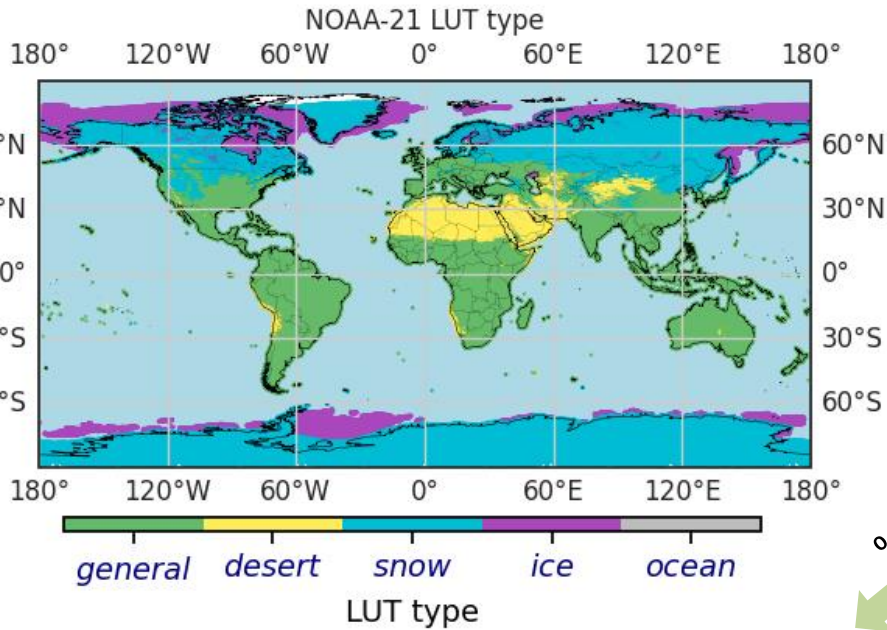 NOAA-21 LUT type
180° 120°W 60°W 0° 60°E 120°E 180°
°N 60°N
°N 30°N
0° 0°
°S 30°S
°S 60°S
180° 120°W 60°W 0° 60°E 120°E 180°
general desert snow ice ocean
LUT type